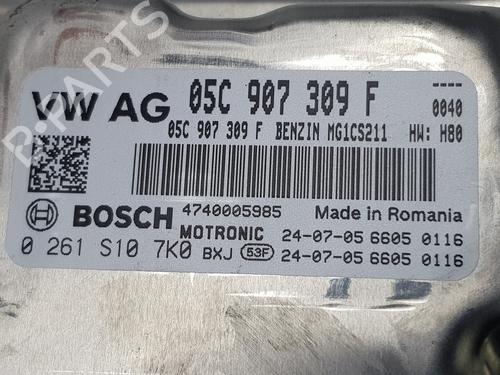 VW AG 05C 907 309 F ----
0040
05C 907 309 F BENZIN MG1CS211 HW: H80
BOSCH 4740005985 Made in Romania
MOTRONIC 24-07-05 6605 0116
0 261 S10 7K0 BXJ 53F 24-07-05 6605 0116
B-PARTS